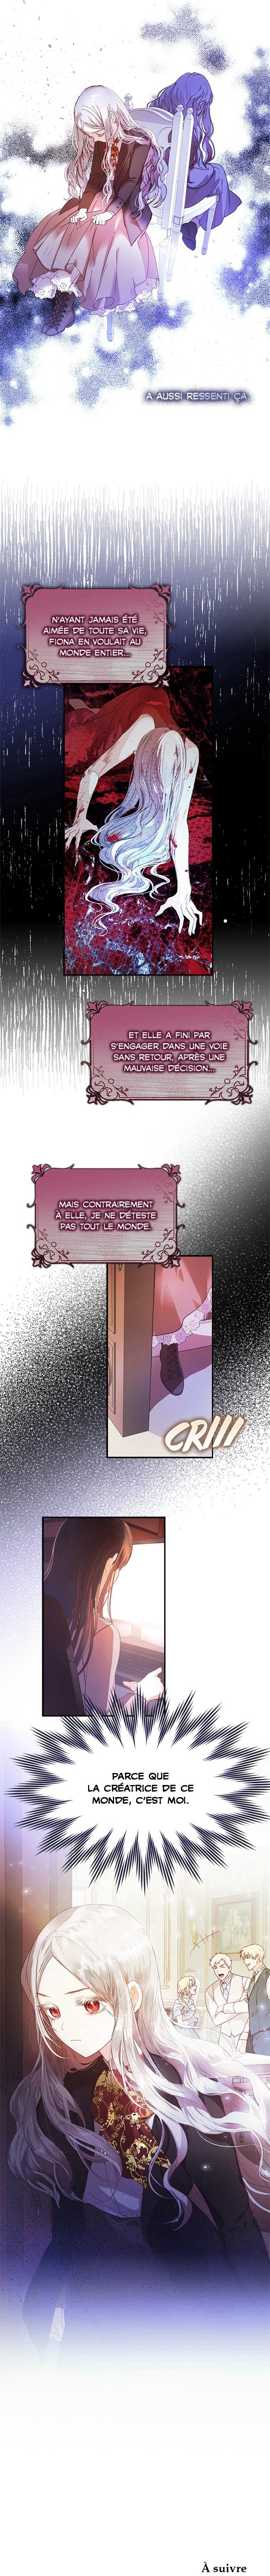 A AUSSI RESSENTI ÇA.
N'AYANT JAMAIS ÉTÉ
AIMÉE DE TOUTE SA VIE,
FIONA EN VOULAIT AU
MONDE ENTIER...
ET ELLE A FINI PAR
S'ENGAGER DANS UNE VOIE
SANS RETOUR, APRÈS UNE
MAUVAISE DÉCISION...
MAIS CONTRAIREMENT
À ELLE, JE NE DÉTESTE
PAS TOUT LE MONDE.
CRIII
PARCE QUE
LA CRÉATRICE DE CE
MONDE, C'EST MOI.
À suivre